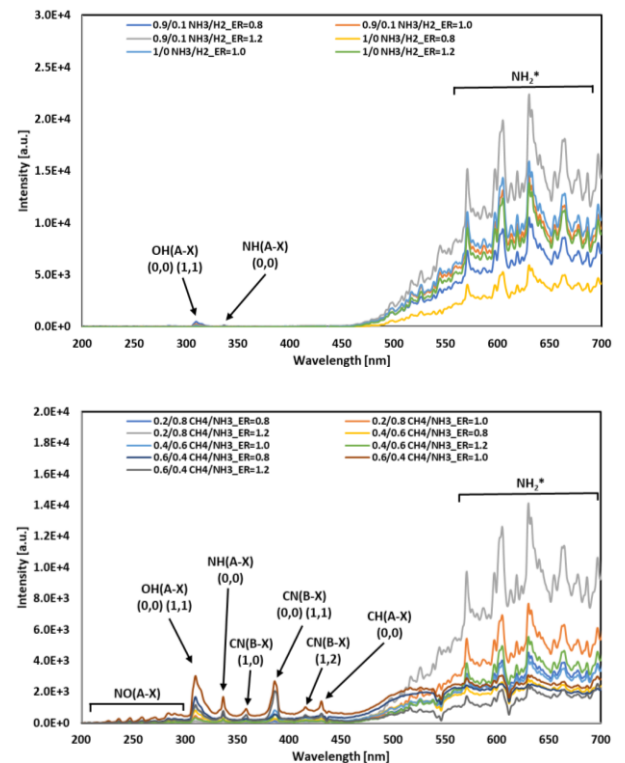 3.0E+4
2.5E+4
2.0E+4
1.5E+4
1.0E+4
5.0E+3
0.0E+0
Intensity [a.u.]
0.9/0.1 NH3/H2_ER=0.8
0.9/0.1 NH3/H2_ER=1.0
0.9/0.1 NH3/H2_ER=1.2
1/0 NH3/H2_ER=0.8
1/0 NH3/H2_ER=1.0
1/0 NH3/H2_ER=1.2
NH₂*
OH(A-X)
(0,0) (1,1)
NH(A-X)
(0,0)
200 250 300 350 400 450 500 550 600 650 700
Wavelength [nm]
2.0E+4
1.8E+4
1.6E+4
1.4E+4
1.2E+4
1.0E+4
8.0E+3
6.0E+3
4.0E+3
2.0E+3
0.0E+0
Intensity [a.u.]
0.2/0.8 CH4/NH3_ER=0.8
0.2/0.8 CH4/NH3_ER=1.0
0.2/0.8 CH4/NH3_ER=1.2
0.4/0.6 CH4/NH3_ER=0.8
0.4/0.6 CH4/NH3_ER=1.0
0.4/0.6 CH4/NH3_ER=1.2
0.6/0.4 CH4/NH3_ER=0.8
0.6/0.4 CH4/NH3_ER=1.0
0.6/0.4 CH4/NH3_ER=1.2
NH₂*
NO(A-X)
OH(A-X)
(0,0) (1,1)
NH(A-X)
(0,0)
CN(B-X)
(1,0)
CN(B-X)
(0,0) (1,1)
CN(B-X)
(1,2)
CH(A-X)
(0,0)
200 250 300 350 400 450 500 550 600 650 700
Wavelength [nm]